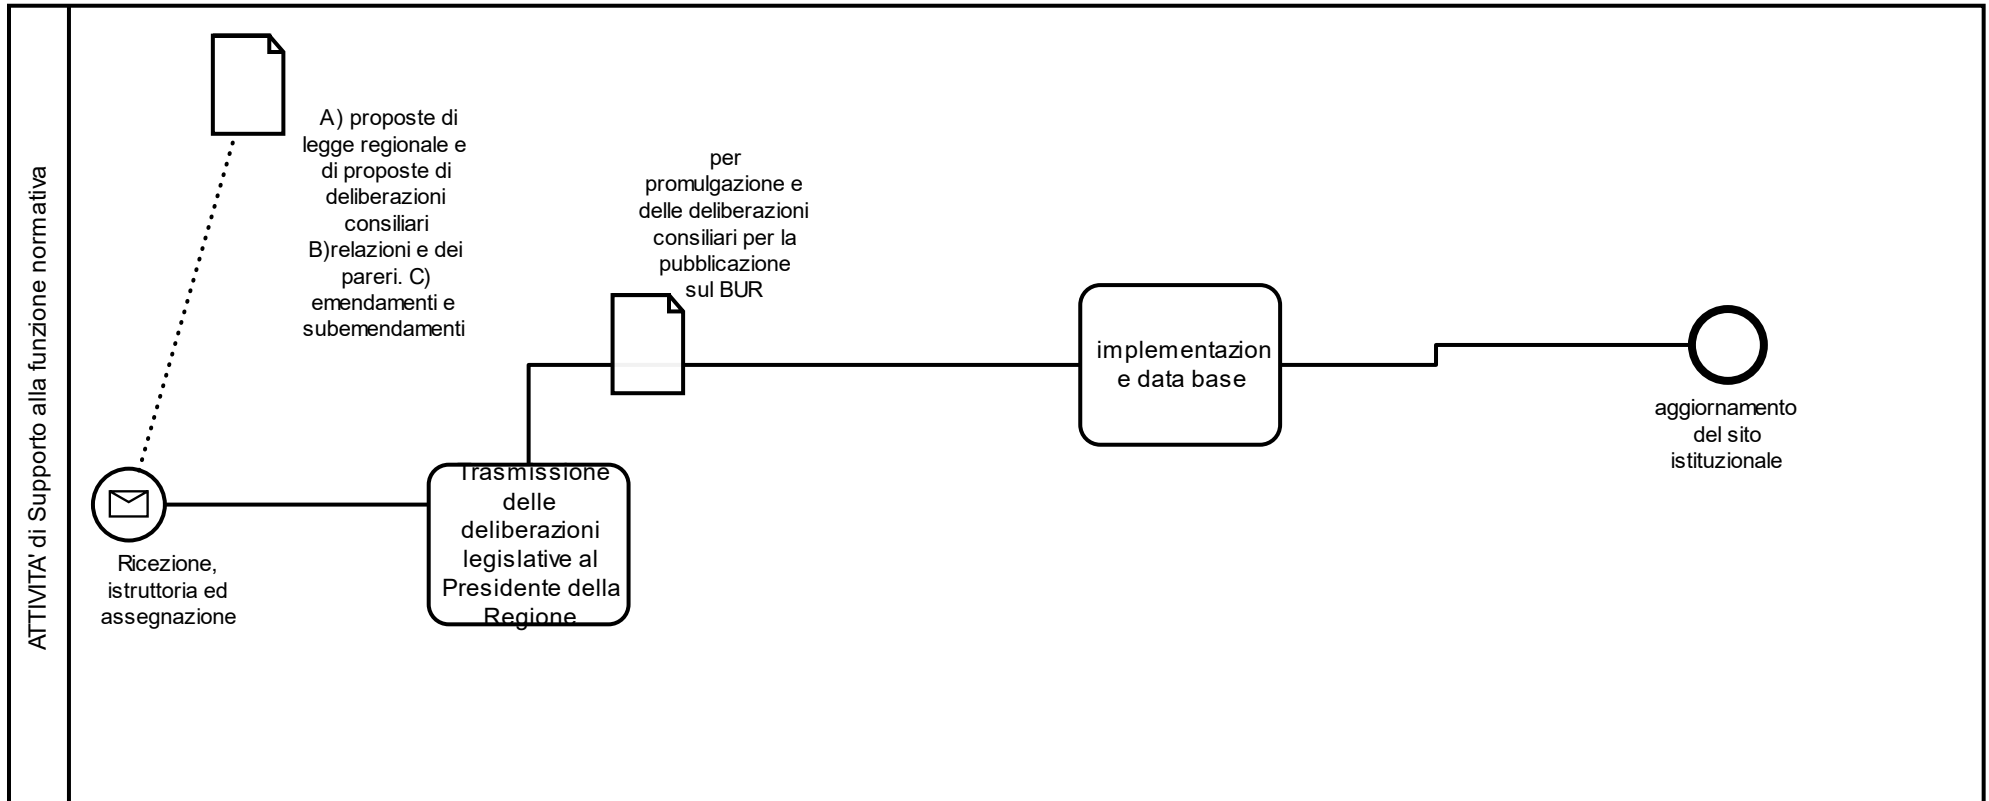 ATTIVITA' di Supporto alla funzione normativa
A) proposte di
legge regionale e
di proposte di
deliberazioni
consiliari
B)relazioni e dei
pareri. C)
emendamenti e
subemendamenti
per
promulgazione e
delle deliberazioni
consiliari per la
pubblicazione
sul BUR
implementazion
e data base
aggiornamento
del sito
istituzionale
Trasmissione
delle
deliberazioni
legislative al
Presidente della
Regione
Ricezione,
istruttoria ed
assegnazione